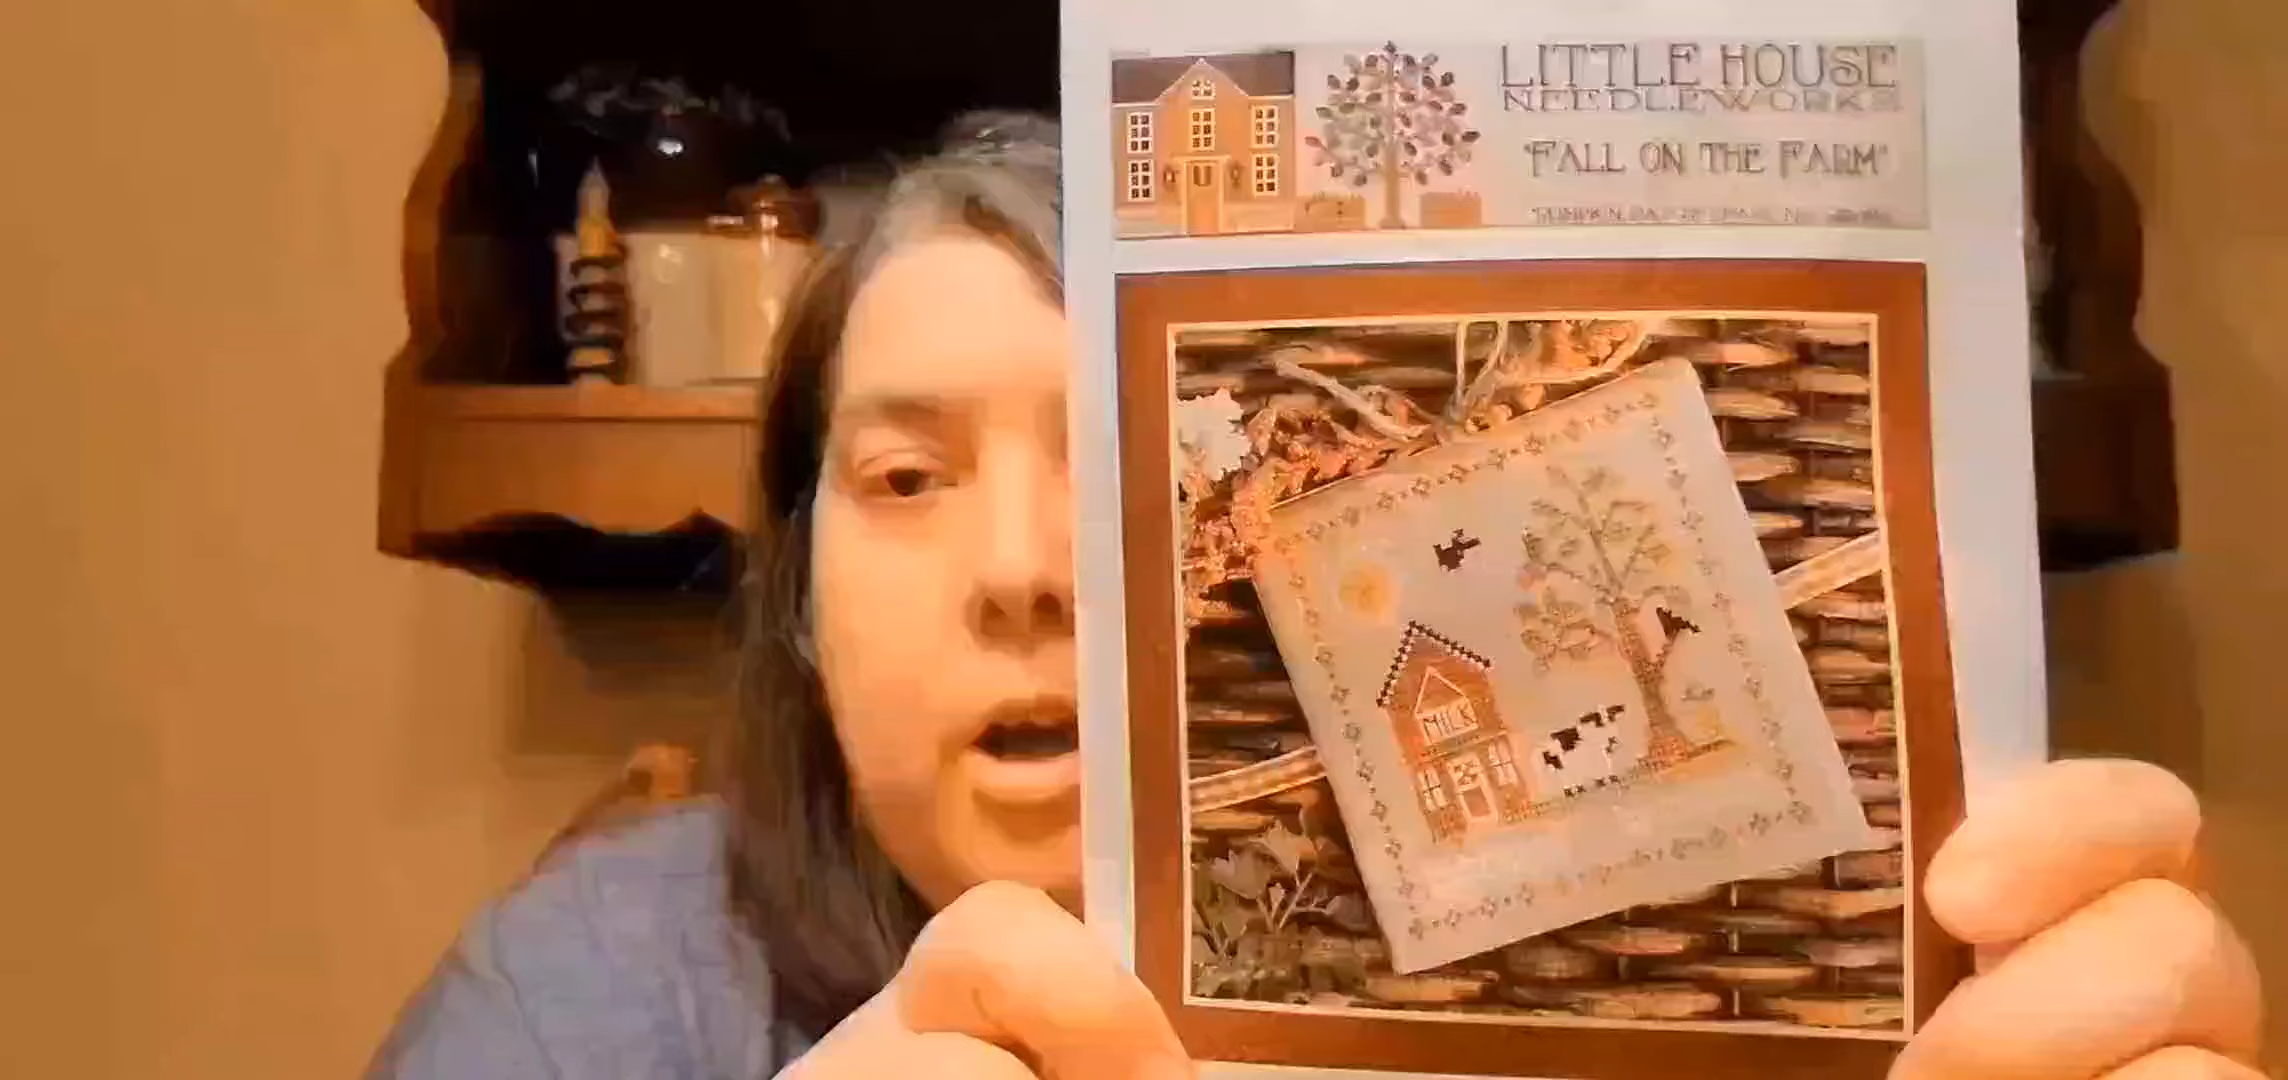 LITTLE HOUSE
NEEDLEWORKS
"FALL ON THE FARM"
MILK